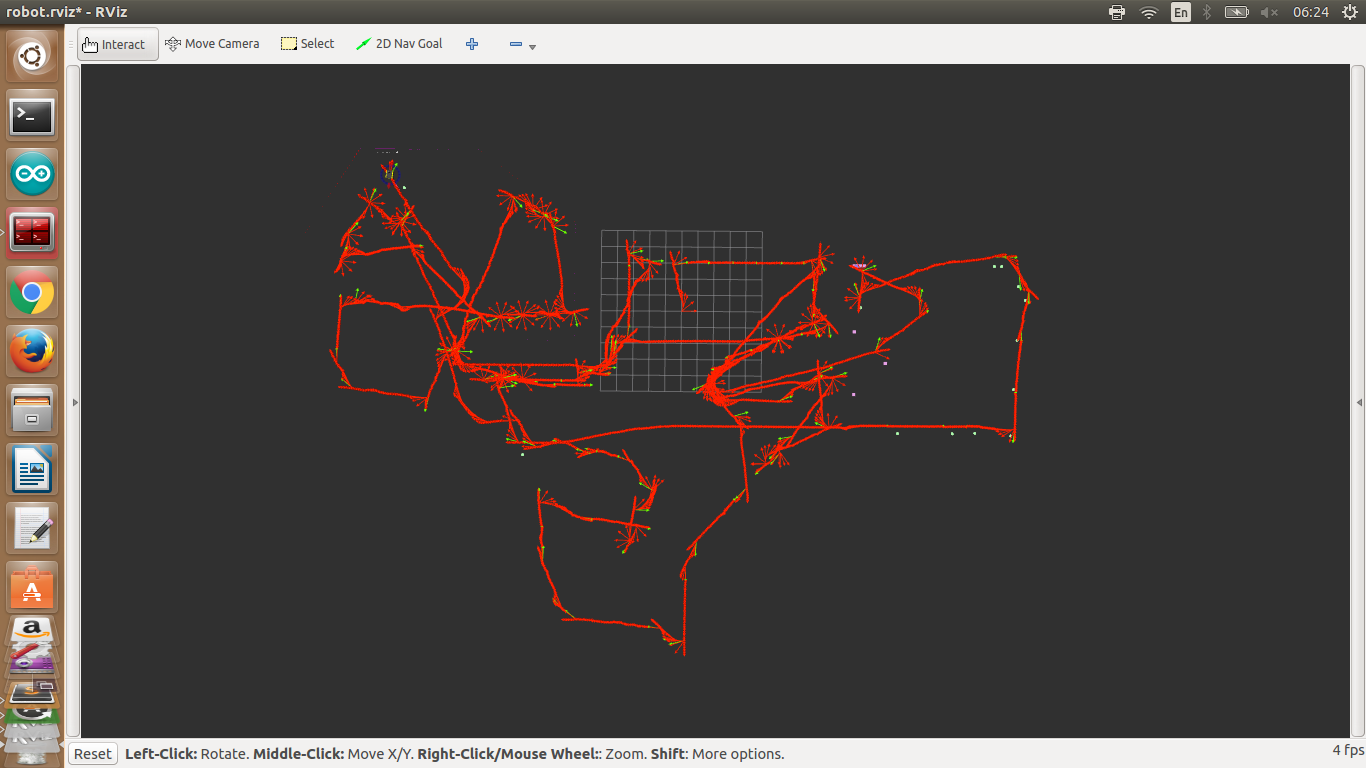 robot.rviz* - RViz
En
06:24
Interact
Move Camera
Select
2D Nav Goal
Reset
Left-Click: Rotate. Middle-Click: Move X/Y. Right-Click/Mouse Wheel:: Zoom. Shift: More options.
4 fps